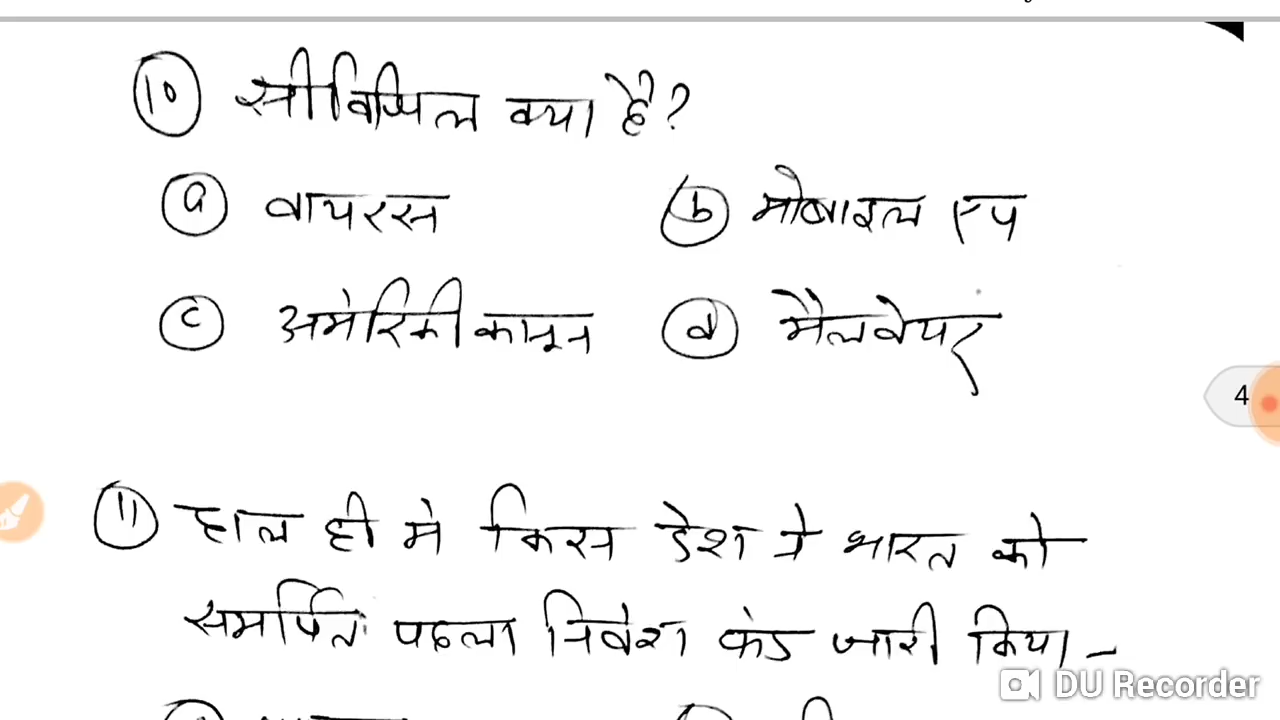 10 सीविजिल क्या है?
a वायरस b मोबाइल एप
c अमेरिकी कानून d मैलवेयर
4
11 हाल ही मे किस देश ने भारत को
समर्पित पहला निवेश फंड जारी किया -
DU Recorder